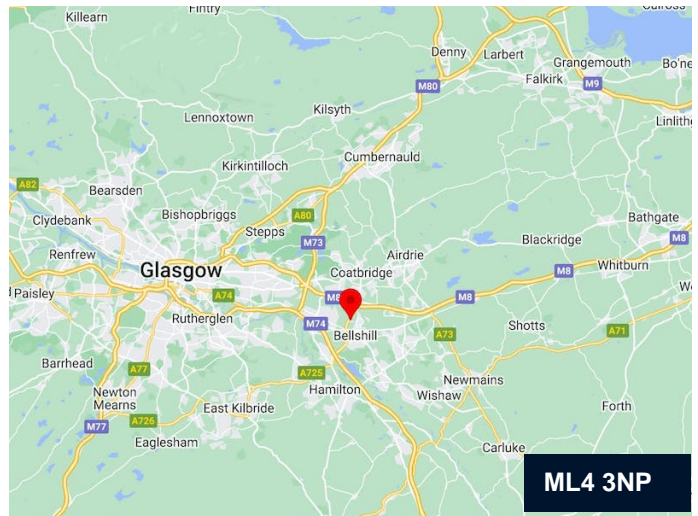 Killearn
Fintry
Culross
Denny
Larbert
Grangemouth
Bo'ne
M80
Falkirk
M9
Lennoxtown
Kilsyth
Linlith
Kirkintilloch
Cumbernauld
A82
Bearsden
Bishopbriggs
A80
Clydebank
Stepps
M73
Bathgate
Blackridge
M8
Renfrew
Airdrie
Glasgow
Coatbridge
M8
Whitburn
Paisley
A74
M8
M8
Rutherglen
M74
Bellshill
A73
Shotts
A71
Barrhead
A77
A725
Hamilton
Newmains
Newton
Mearns
East Kilbride
Wishaw
Forth
A726
M77
Eaglesham
Carluke
ML4 3NP